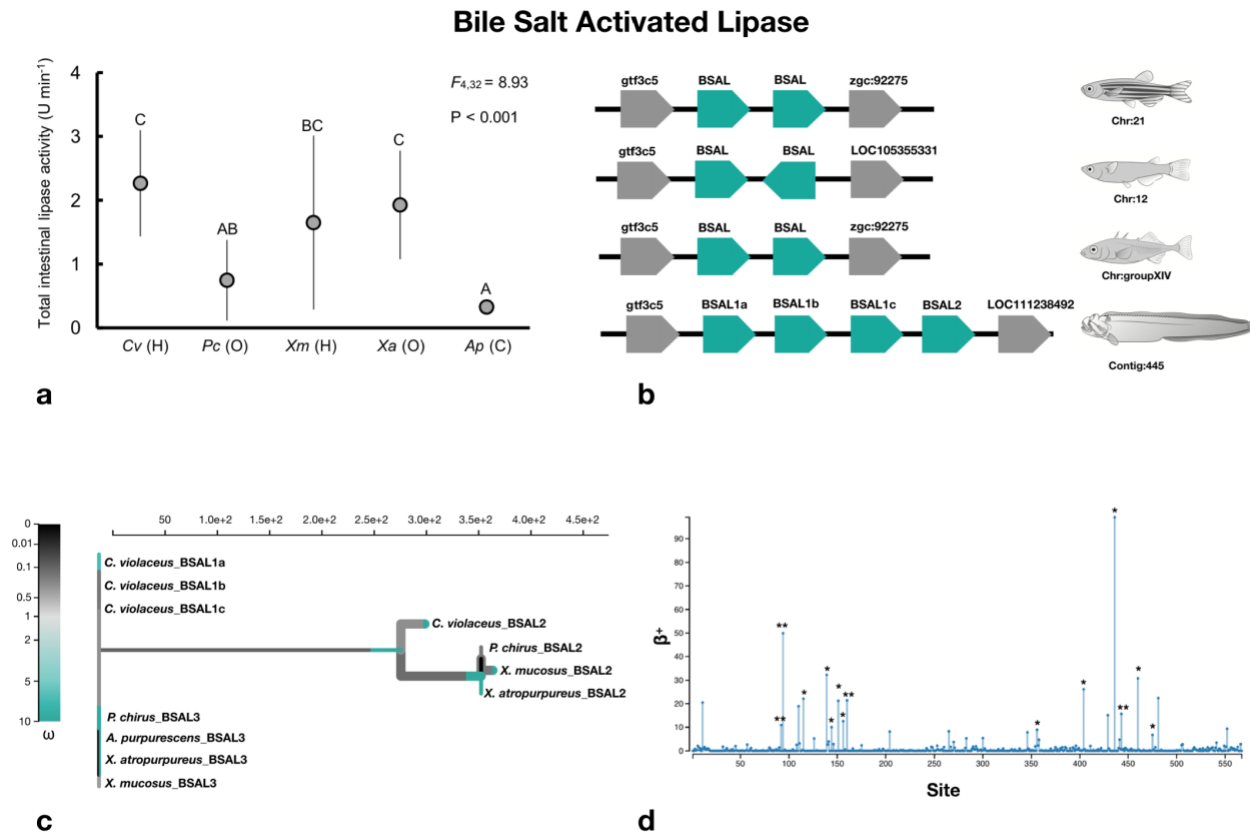 Bile Salt Activated Lipase
Total intestinal lipase activity (U min⁻¹)
4
3
2
1
0
C
AB
BC
C
A
F4,32 = 8.93
P < 0.001
Cv (H)
Pc (O)
Xm (H)
Xa (O)
Ap (C)
a
gtf3c5 BSAL BSAL zgc:92275
Chr:21
gtf3c5 BSAL BSAL LOC105355331
Chr:12
gtf3c5 BSAL BSAL zgc:92275
Chr:groupXIV
gtf3c5 BSAL1a BSAL1b BSAL1c BSAL2 LOC111238492
Contig:445
b
0
0.01
0.1
0.5
1
2
5
10
ω
50 1.0e+2 1.5e+2 2.0e+2 2.5e+2 3.0e+2 3.5e+2 4.0e+2 4.5e+2
C. violaceus_BSAL1a
C. violaceus_BSAL1b
C. violaceus_BSAL1c
C. violaceus_BSAL2
P. chirus_BSAL2
X. mucosus_BSAL2
X. atropurpureus_BSAL2
P. chirus_BSAL3
A. purpurescens_BSAL3
X. atropurpureus_BSAL3
X. mucosus_BSAL3
c
β+
90
80
70
60
50
40
30
20
10
0
**
**
*
*
*
*
*
**
*
*
*
**
*
*
50 100 150 200 250 300 350 400 450 500 550
Site
d